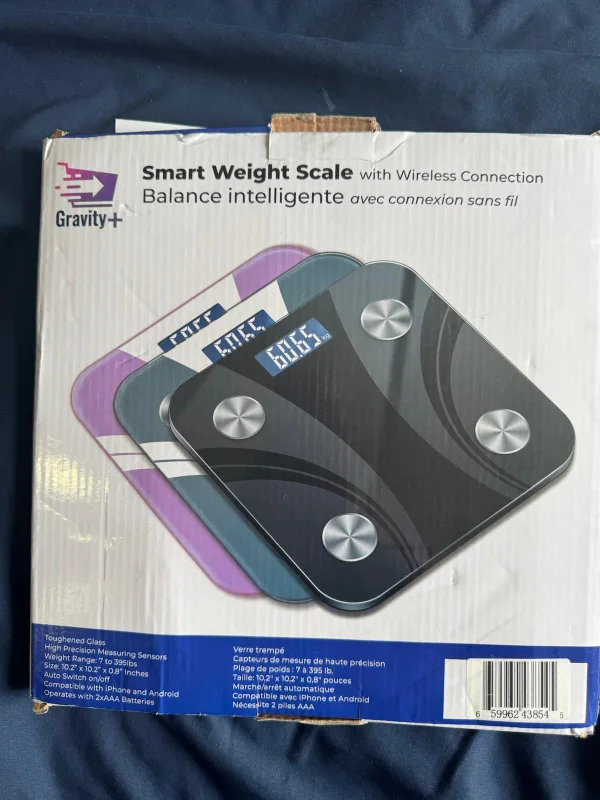 Smart Weight Scale with Wireless Connection
Balance intelligente avec connexion sans fil
Gravity+
60.65
60.65 kg
Toughened Glass
High Precision Measuring Sensors
Weight Range: 7 to 395lbs
Size: 10.2" x 10.2" x 0.8" Inches
Auto Switch on/off
Compatible with iPhone and Android
Operates with 2xAAA Batteries
Verre trempé
Capteurs de mesure de haute précision
Plage de poids : 7 à 395 lb.
Taille: 10,2" x 10,2" x 0,8" pouces
Marche/arrêt automatique
Compatible avec iPhone et Android
Nécessite 2 piles AAA
6 59962 43854 5